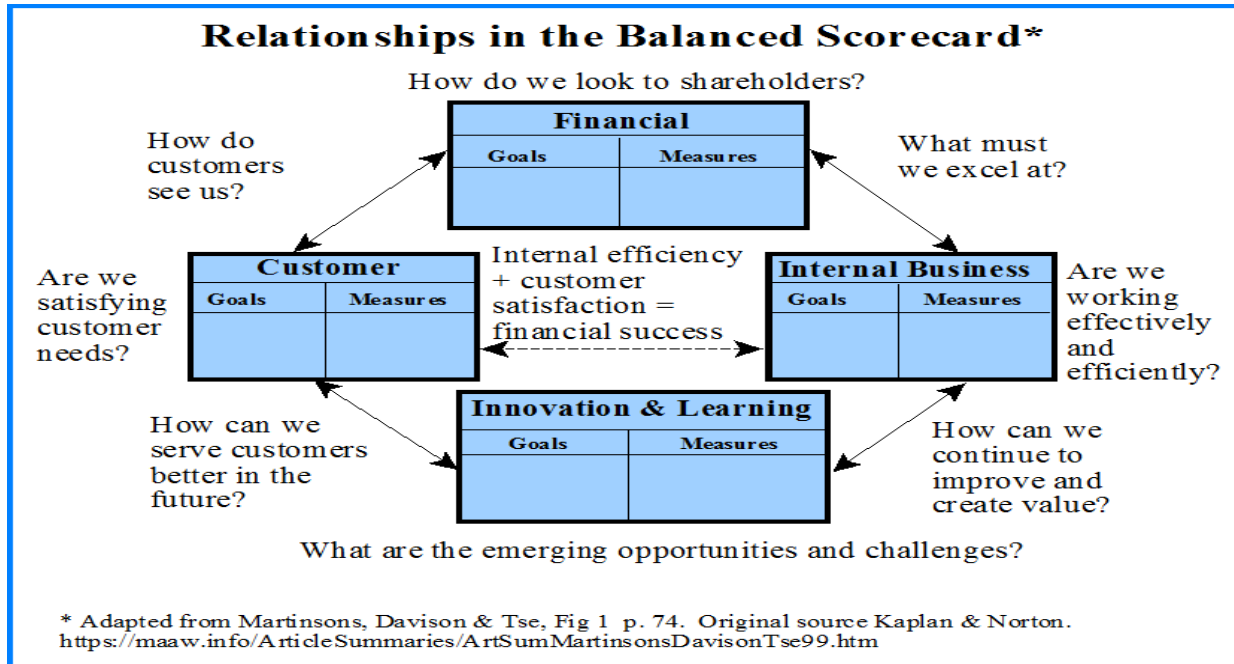 Relationships in the Balanced Scorecard*
How do we look to shareholders?
Financial
Goals Measures
How do
customers
see us?
What must
we excel at?
Customer
Goals Measures
Internal efficiency
+ customer
satisfaction =
financial success
Internal Business
Goals Measures
Are we
satisfying
customer
needs?
Are we
working
effectively
and
efficiently?
Innovation & Learning
Goals Measures
How can we
serve customers
better in the
future?
How can we
continue to
improve and
create value?
What are the emerging opportunities and challenges?
* Adapted from Martinsons, Davison & Tse, Fig 1 p. 74. Original source Kaplan & Norton.
https://maaw.info/ArticleSummaries/ArtSumMartinsonsDavisonTse99.htm